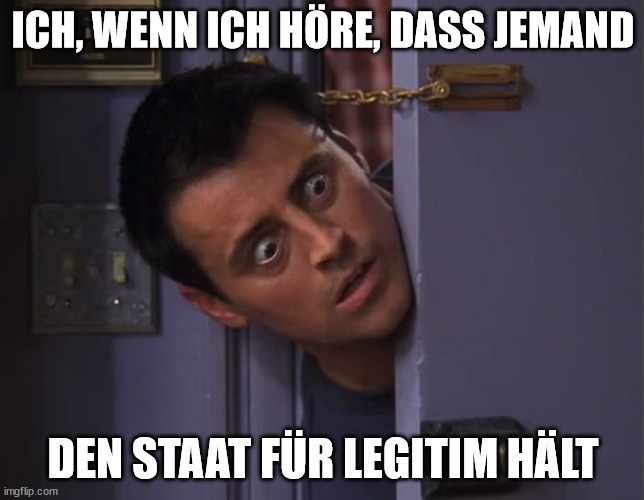 ICH, WENN ICH HÖRE, DASS JEMAND
DEN STAAT FÜR LEGITIM HÄLT
imgflip.com